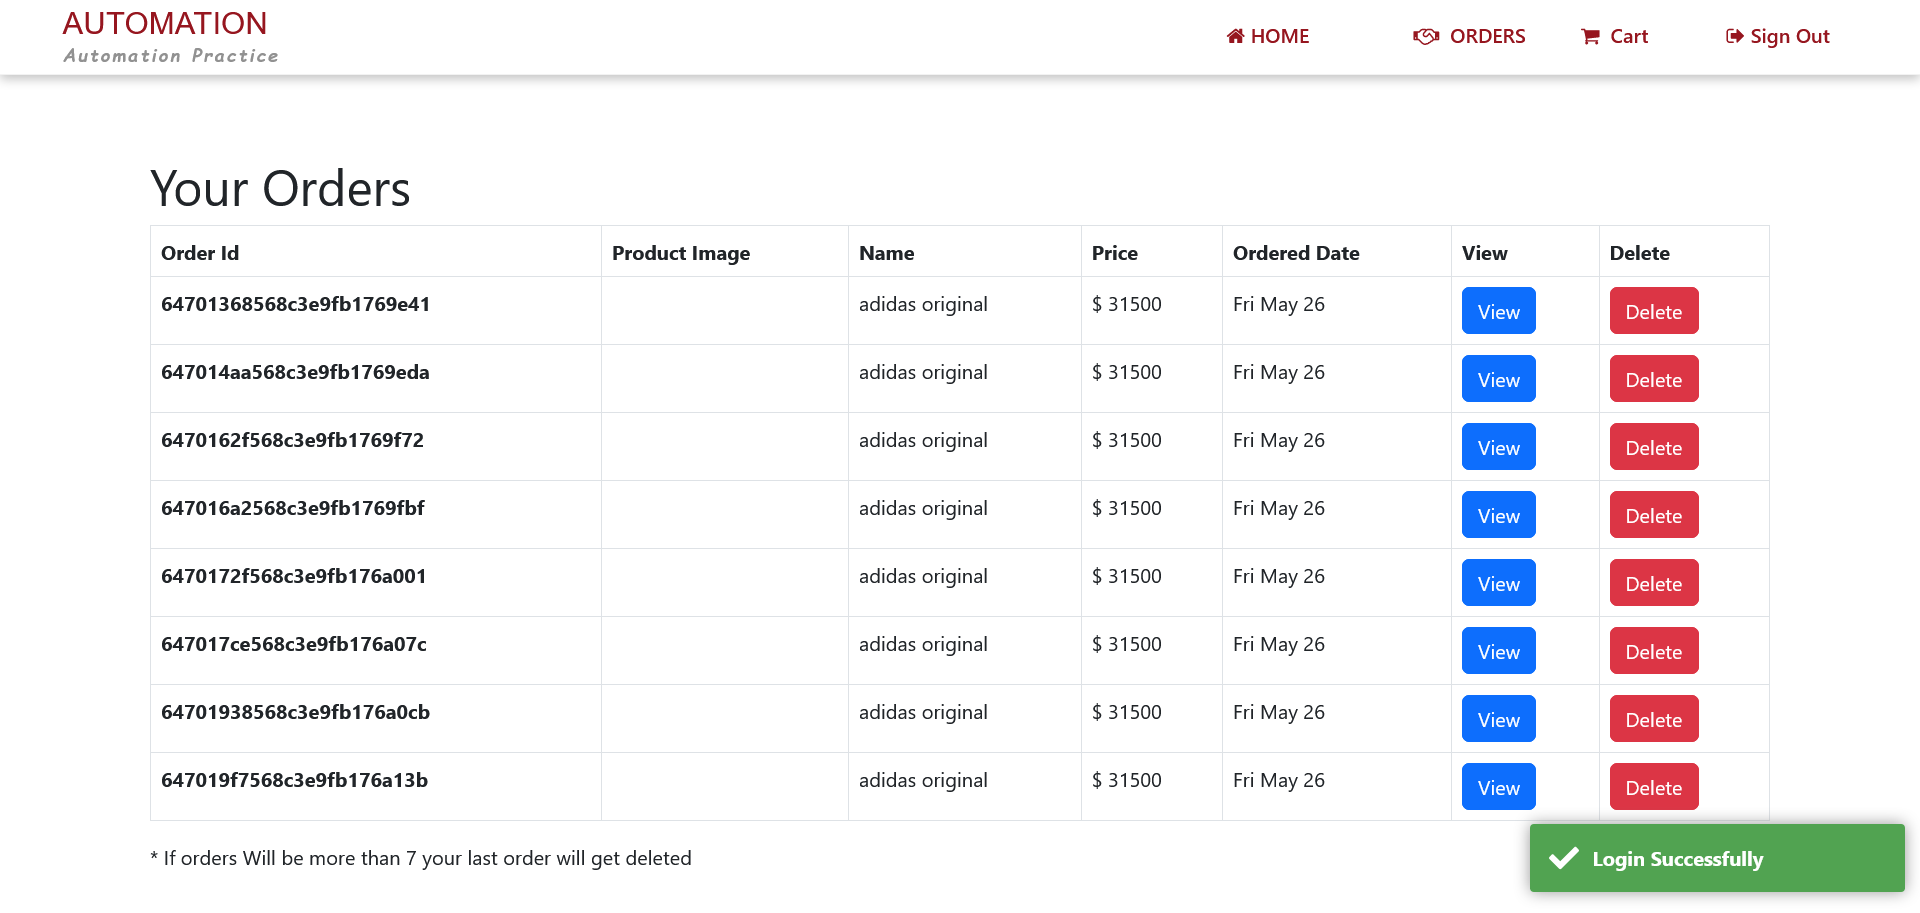 AUTOMATION
Automation Practice
HOME ORDERS Cart Sign Out
Your Orders
Order Id Product Image Name Price Ordered Date View Delete
64701368568c3e9fb1769e41 adidas original $ 31500 Fri May 26 View Delete
647014aa568c3e9fb1769eda adidas original $ 31500 Fri May 26 View Delete
6470162f568c3e9fb1769f72 adidas original $ 31500 Fri May 26 View Delete
647016a2568c3e9fb1769fbf adidas original $ 31500 Fri May 26 View Delete
6470172f568c3e9fb176a001 adidas original $ 31500 Fri May 26 View Delete
647017ce568c3e9fb176a07c adidas original $ 31500 Fri May 26 View Delete
64701938568c3e9fb176a0cb adidas original $ 31500 Fri May 26 View Delete
647019f7568c3e9fb176a13b adidas original $ 31500 Fri May 26 View Delete
* If orders Will be more than 7 your last order will get deleted
Login Successfully